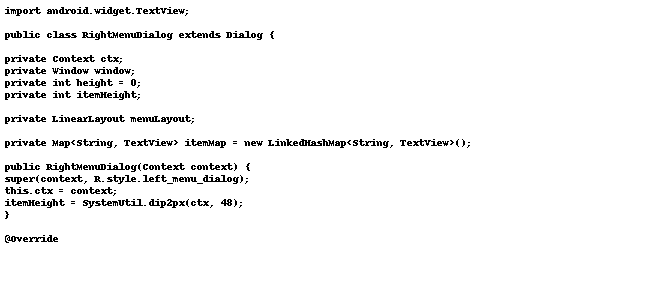 import android.widget.TextView;
public class RightMenuDialog extends Dialog {
private Context ctx;
private Window window;
private int height = 0;
private int itemHeight;
private LinearLayout menuLayout;
private Map<String, TextView> itemMap = new LinkedHashMap<String, TextView>();
public RightMenuDialog(Context context) {
super(context, R.style.left_menu_dialog);
this.ctx = context;
itemHeight = SystemUtil.dip2px(ctx, 48);
}
@Override